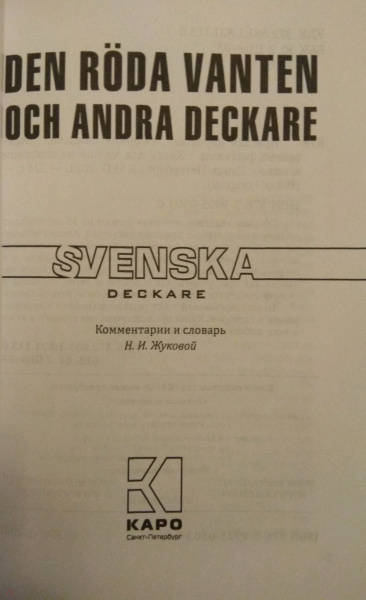 DEN RÖDA VANTEN
OCH ANDRA DECKARE
SVENSKA
DECKARE
Комментарии и словарь
Н. И. Жуковой
КАРО
Санкт-Петербург